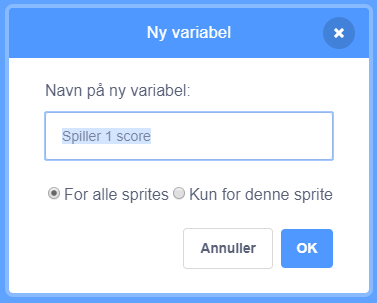 Ny variabel
Navn på ny variabel:
Spiller 1 score
For alle sprites Kun for denne sprite
Annuller OK